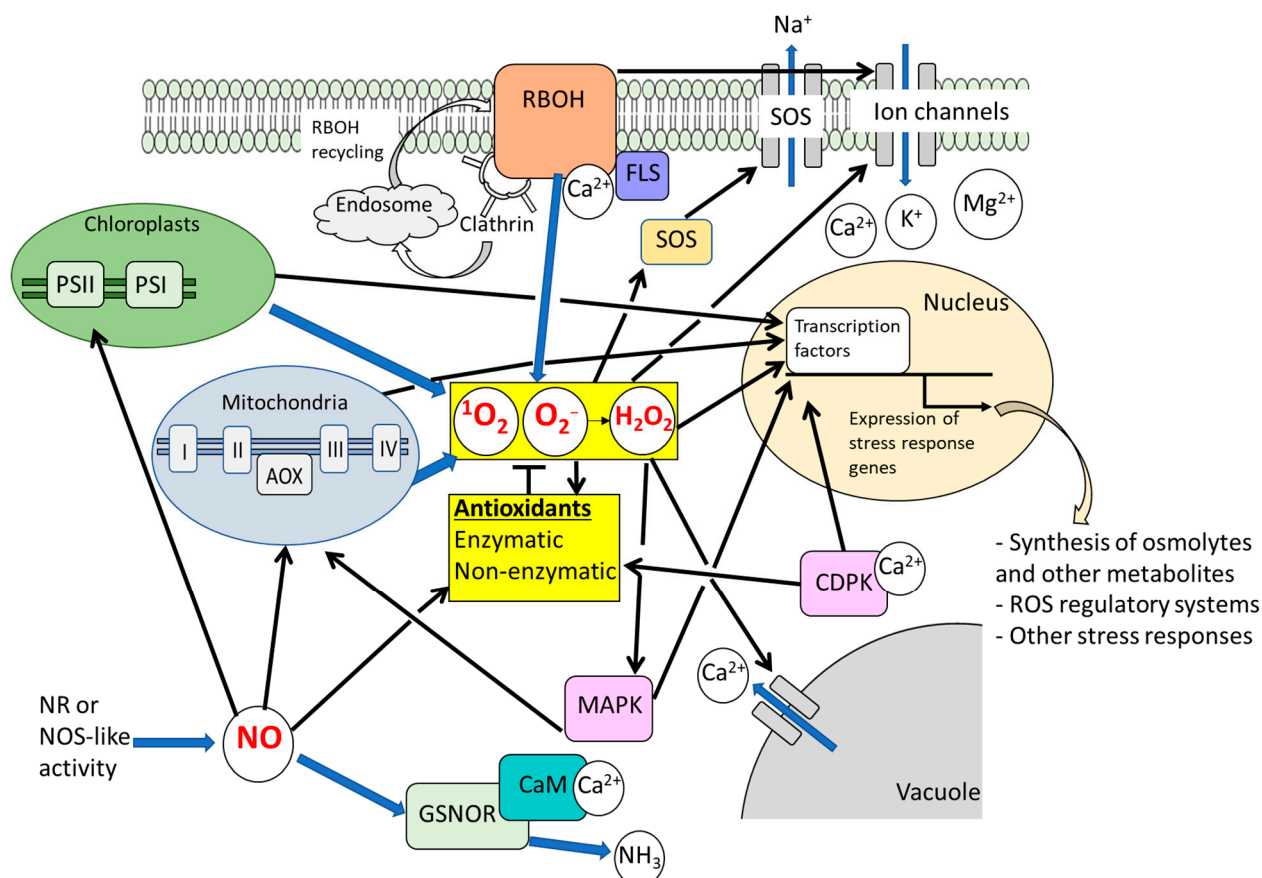 Na⁺
RBOH
SOS
Ion channels
RBOH
recycling
Ca²⁺
FLS
Endosome
Clathrin
SOS
Ca²⁺
K⁺
Mg²⁺
Chloroplasts
PSII
PSI
Nucleus
Transcription
factors
Expression of
stress response
genes
Mitochondria
I
II
III
IV
AOX
¹O₂
O₂⁻
H₂O₂
Antioxidants
Enzymatic
Non-enzymatic
CDPK
Ca²⁺
- Synthesis of osmolytes
and other metabolites
- ROS regulatory systems
- Other stress responses
MAPK
Ca²⁺
Vacuole
NR or
NOS-like
activity
NO
GSNOR
CaM
Ca²⁺
NH₃